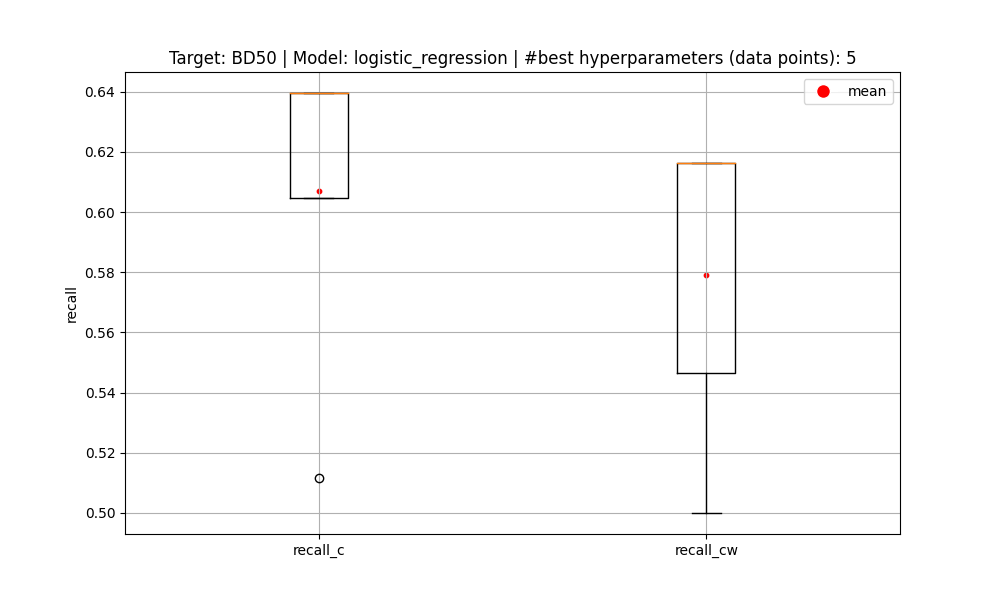 Target: BD50 | Model: logistic_regression | #best hyperparameters (data points): 5
mean
recall
0.64
0.62
0.60
0.58
0.56
0.54
0.52
0.50
recall_c
recall_cw